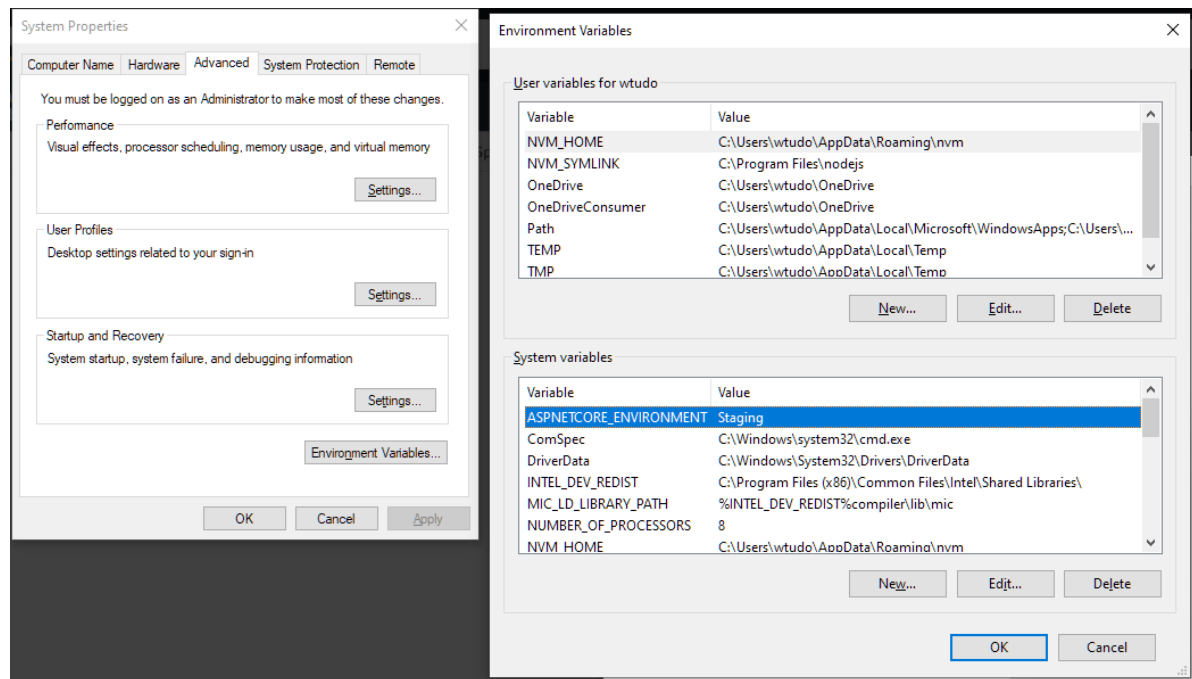 System Properties
Computer Name Hardware Advanced System Protection Remote
You must be logged on as an Administrator to make most of these changes.
Performance
Visual effects, processor scheduling, memory usage, and virtual memory
Settings...
User Profiles
Desktop settings related to your sign-in
Settings...
Startup and Recovery
System startup, system failure, and debugging information
Settings...
Environment Variables...
OK Cancel Apply
Environment Variables
User variables for wtudo
Variable Value
NVM_HOME C:\Users\wtudo\AppData\Roaming\nvm
NVM_SYMLINK C:\Program Files\nodejs
OneDrive C:\Users\wtudo\OneDrive
OneDriveConsumer C:\Users\wtudo\OneDrive
Path C:\Users\wtudo\AppData\Local\Microsoft\WindowsApps;C:\Users\...
TEMP C:\Users\wtudo\AppData\Local\Temp
TMP C:\Users\wtudo\AppData\Local\Temp
New... Edit... Delete
System variables
Variable Value
ASPNETCORE_ENVIRONMENT Staging
ComSpec C:\Windows\system32\cmd.exe
DriverData C:\Windows\System32\Drivers\DriverData
INTEL_DEV_REDIST C:\Program Files (x86)\Common Files\Intel\Shared Libraries\
MIC_LD_LIBRARY_PATH %INTEL_DEV_REDIST%compiler\lib\mic
NUMBER_OF_PROCESSORS 8
NVM_HOME C:\Users\wtudo\AppData\Roaming\nvm
New... Edit... Delete
OK Cancel